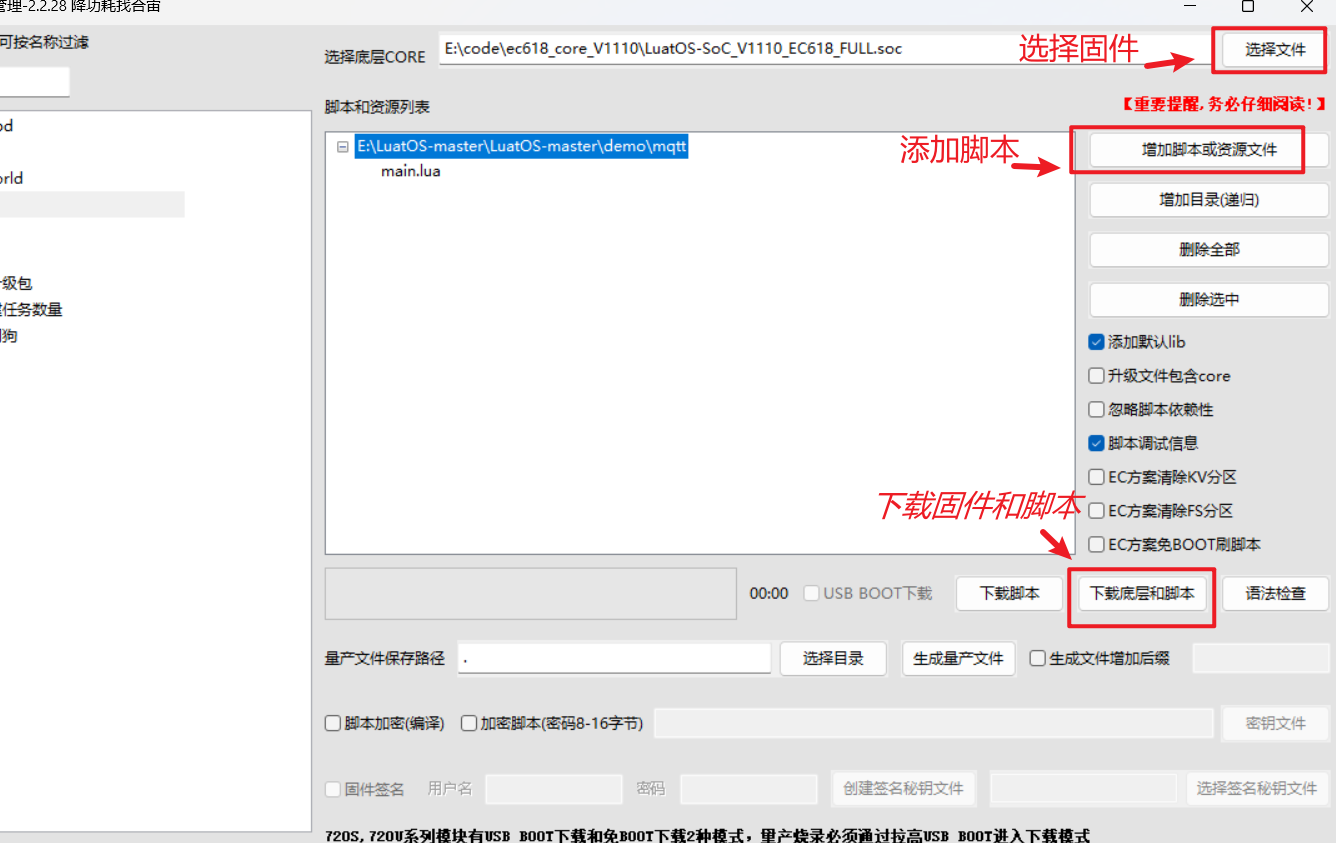 管理-2.2.28 降功耗找合宙
可按名称过滤
选择底层CORE
E:\code\ec618_core_V1110\LuatOS-SoC_V1110_EC618_FULL.soc
选择固件
选择文件
脚本和资源列表
【重要提醒,务必仔细阅读!】
od
orld
级包
任务数量
狗
E:\LuatOS-master\LuatOS-master\demo\mqtt
main.lua
添加脚本
增加脚本或资源文件
增加目录(递归)
删除全部
删除选中
添加默认lib
升级文件包含core
忽略脚本依赖性
脚本调试信息
EC方案清除KV分区
EC方案清除FS分区
EC方案免BOOT刷脚本
下载固件和脚本
00:00
USB BOOT下载
下载脚本
下载底层和脚本
语法检查
量产文件保存路径
.
选择目录
生成量产文件
生成文件增加后缀
脚本加密(编译)
加密脚本(密码8-16字节)
密钥文件
固件签名
用户名
密码
创建签名秘钥文件
选择签名秘钥文件
720S,720U系列模块有USB BOOT下载和免BOOT下载2种模式，量产烧录必须通过拉高USB BOOT进入下载模式